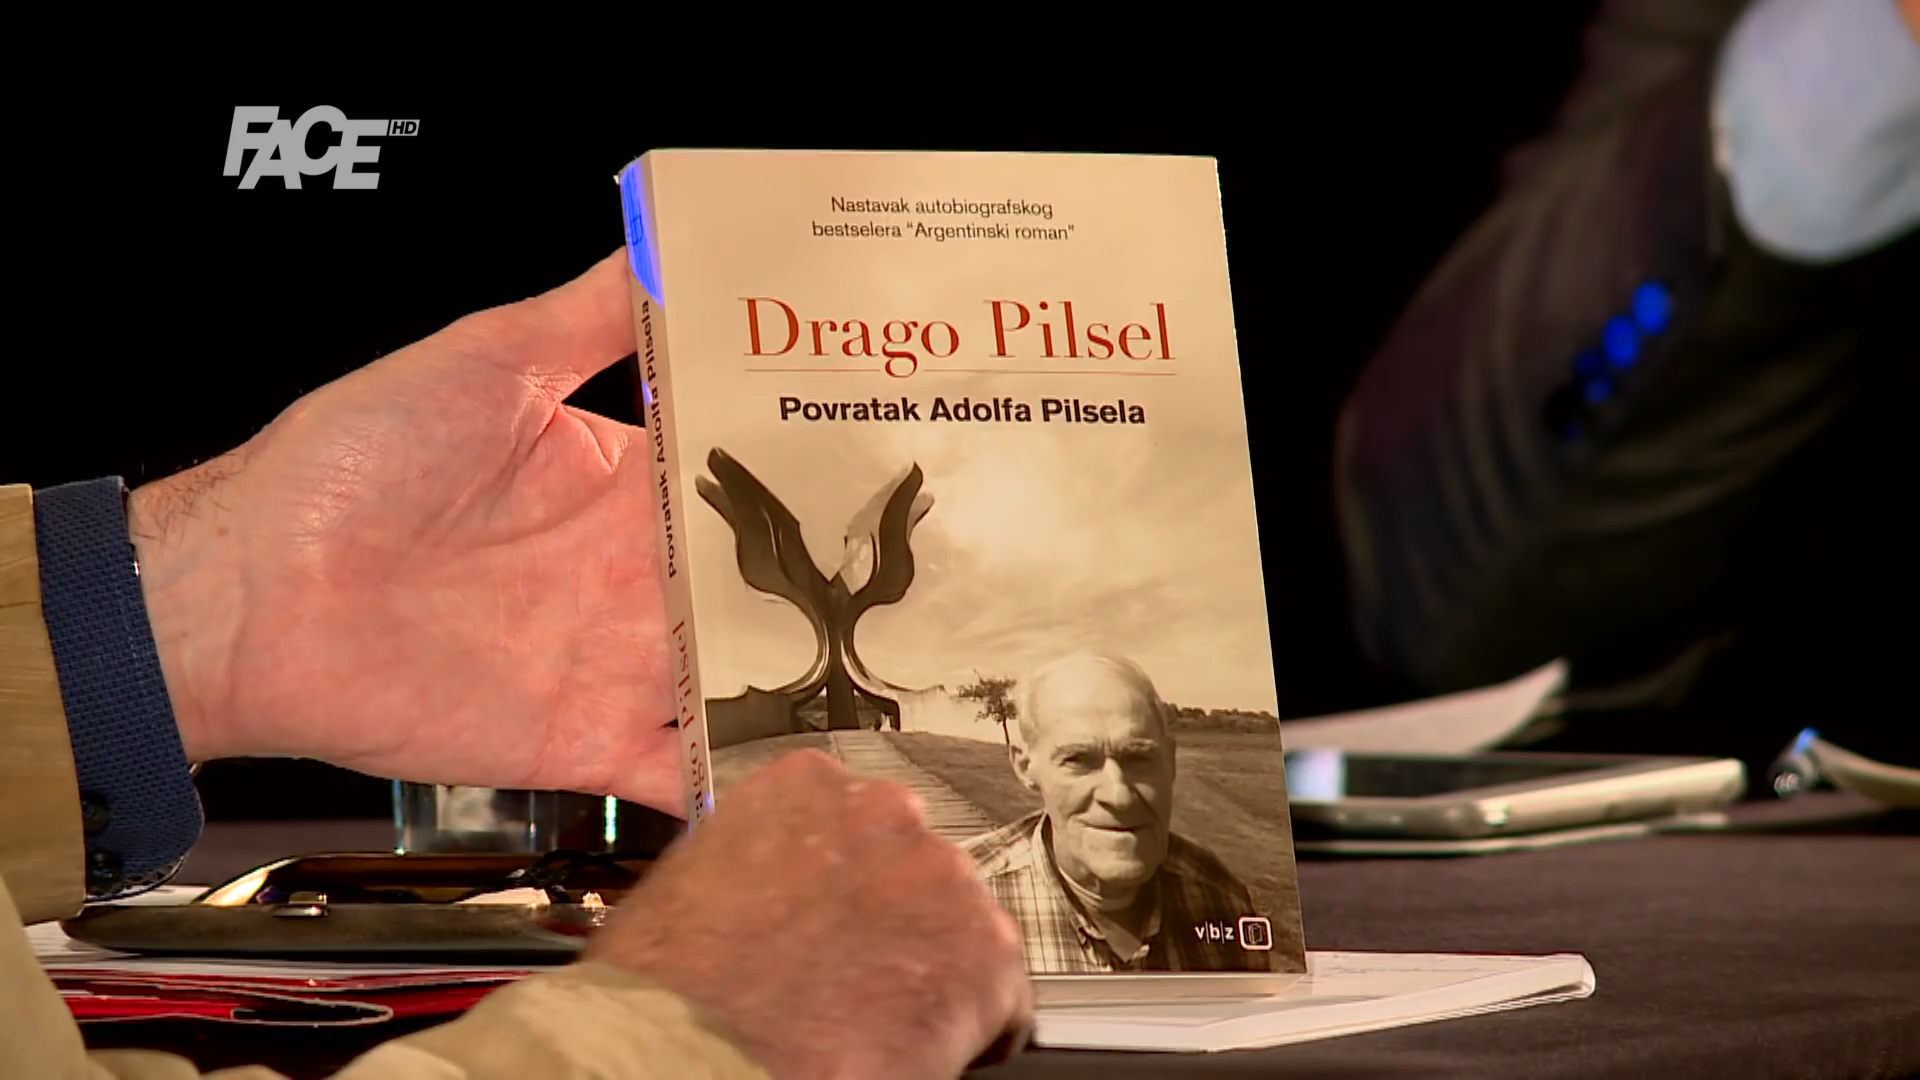 FACE HD
Nastavak autobiografskog
bestselera "Argentinski roman"
Drago Pilsel
Povratak Adolfa Pilsela
Povratak Adolfa Pilsela
Drago Pilsel
v|b|z